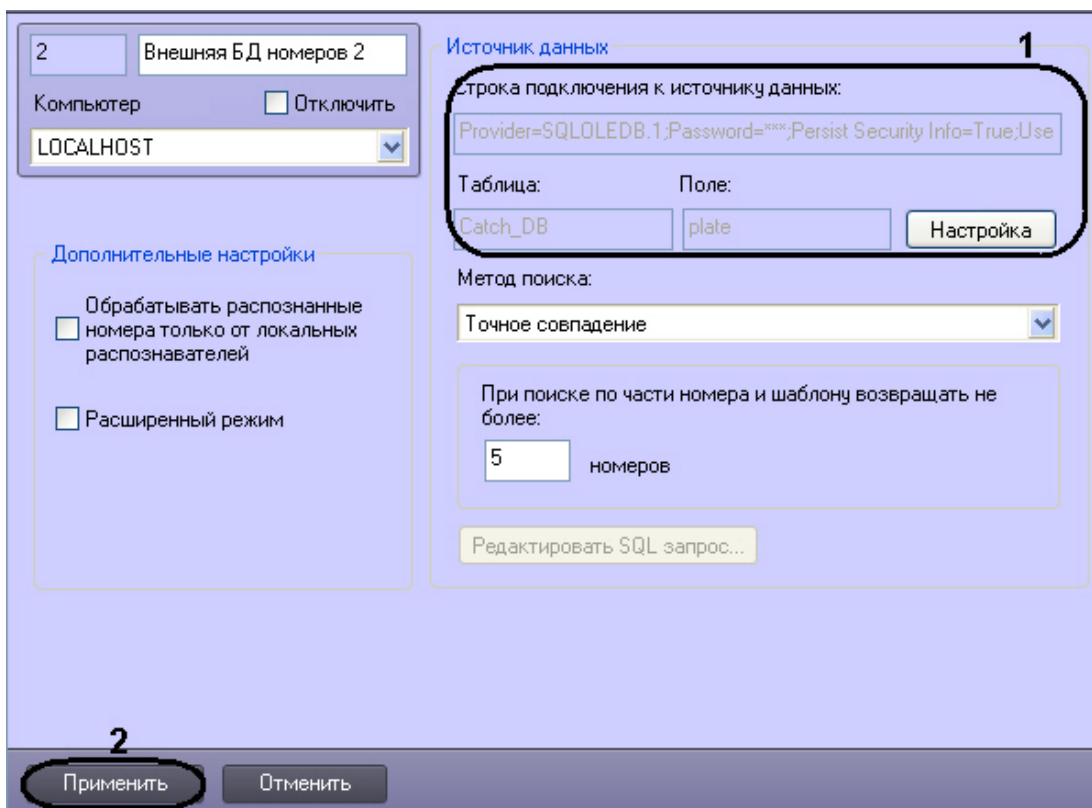 2
Внешняя БД номеров 2
Компьютер
Отключить
LOCALHOST
Дополнительные настройки
Обрабатывать распознанные
номера только от локальных
распознавателей
Расширенный режим
Источник данных
1
Строка подключения к источнику данных:
Provider=SQLOLEDB.1;Password=***;Persist Security Info=True;Use
Таблица:
Поле:
Catch_DB
plate
Настройка
Метод поиска:
Точное совпадение
При поиске по части номера и шаблону возвращать не
более:
5
номеров
Редактировать SQL запрос...
2
Применить
Отменить